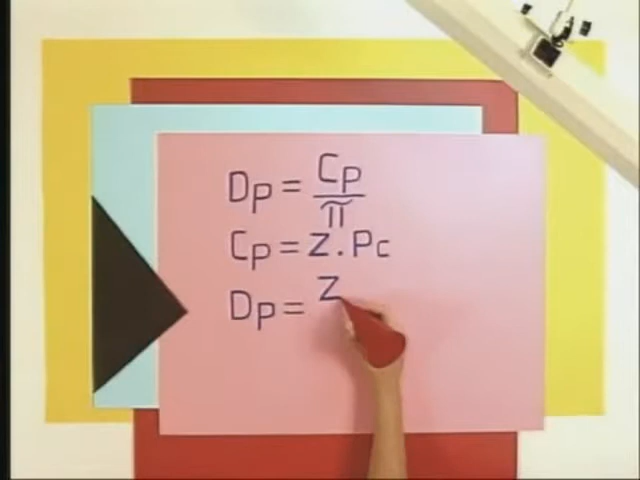 Dp = Cp/π
Cp = Z . Pc
Dp = Z